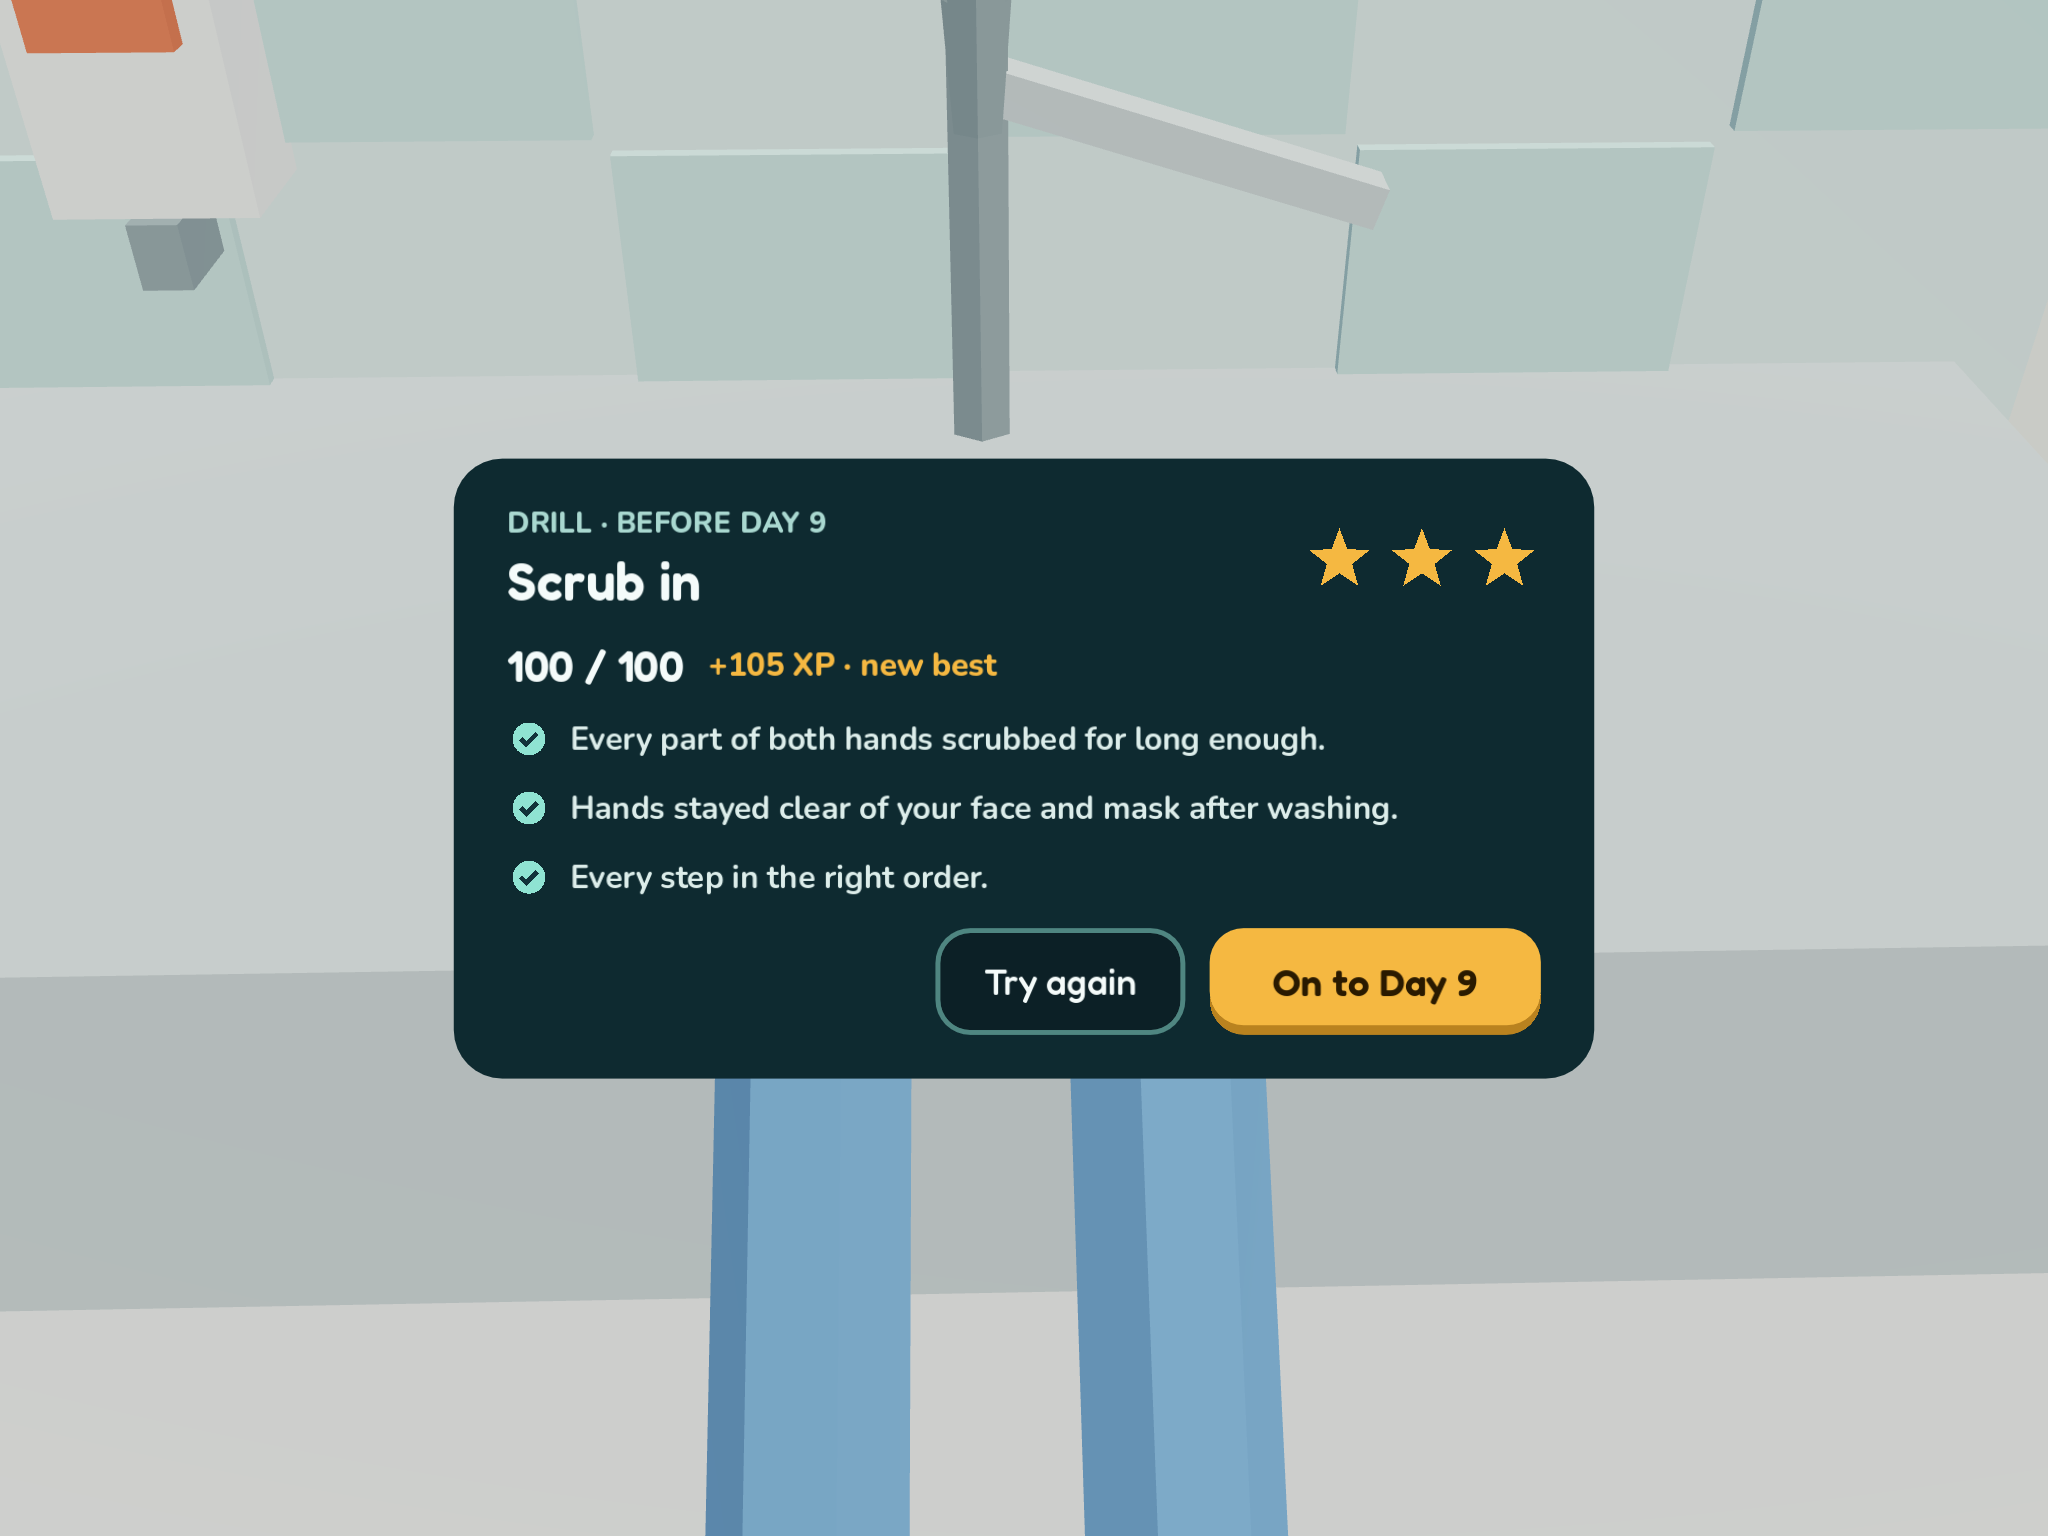 DRILL · BEFORE DAY 9
Scrub in
100 / 100 +105 XP · new best
Every part of both hands scrubbed for long enough.
Hands stayed clear of your face and mask after washing.
Every step in the right order.
Try again
On to Day 9